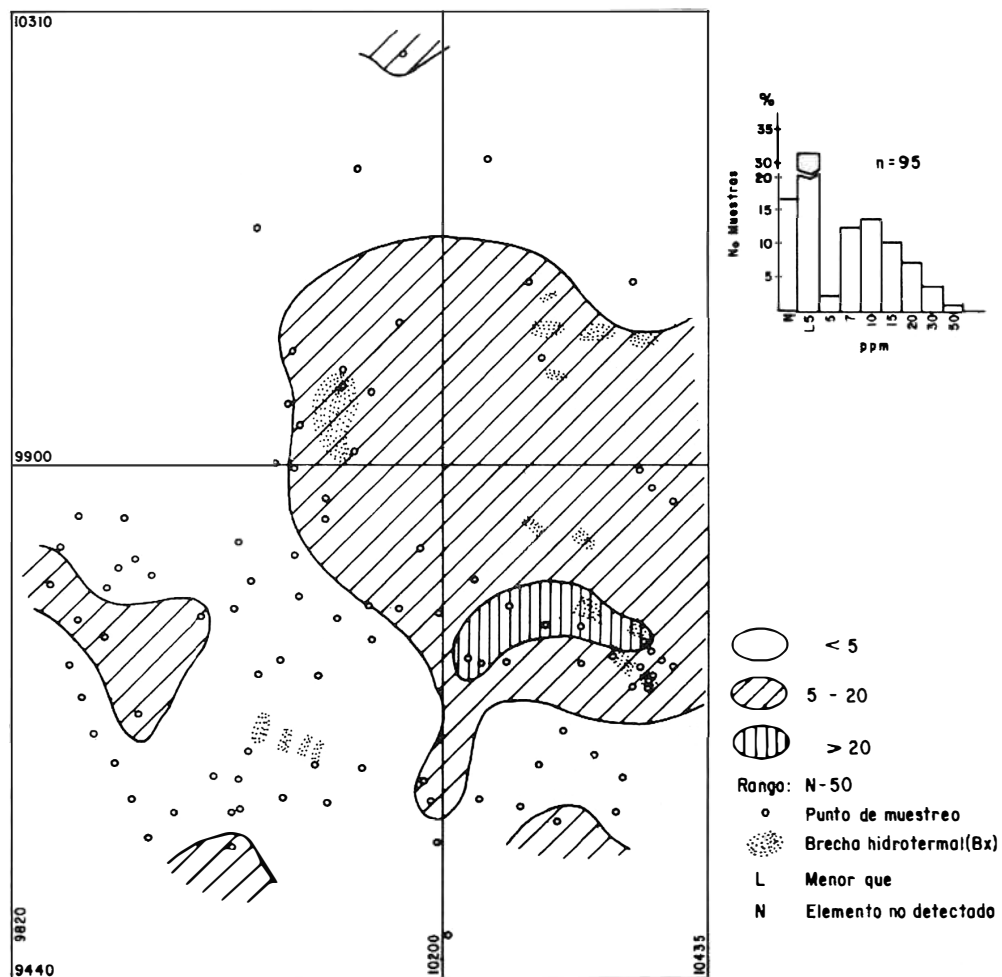 10310
9900
9820
9440
10200
10435
%
35
30
20
15
10
5
No Muestras
n=95
N
L5
5
7
10
15
20
30
50
ppm
< 5
5 - 20
> 20
Rango: N-50
Punto de muestreo
Brecha hidrotermal(Bx)
L Menor que
N Elemento no detectado